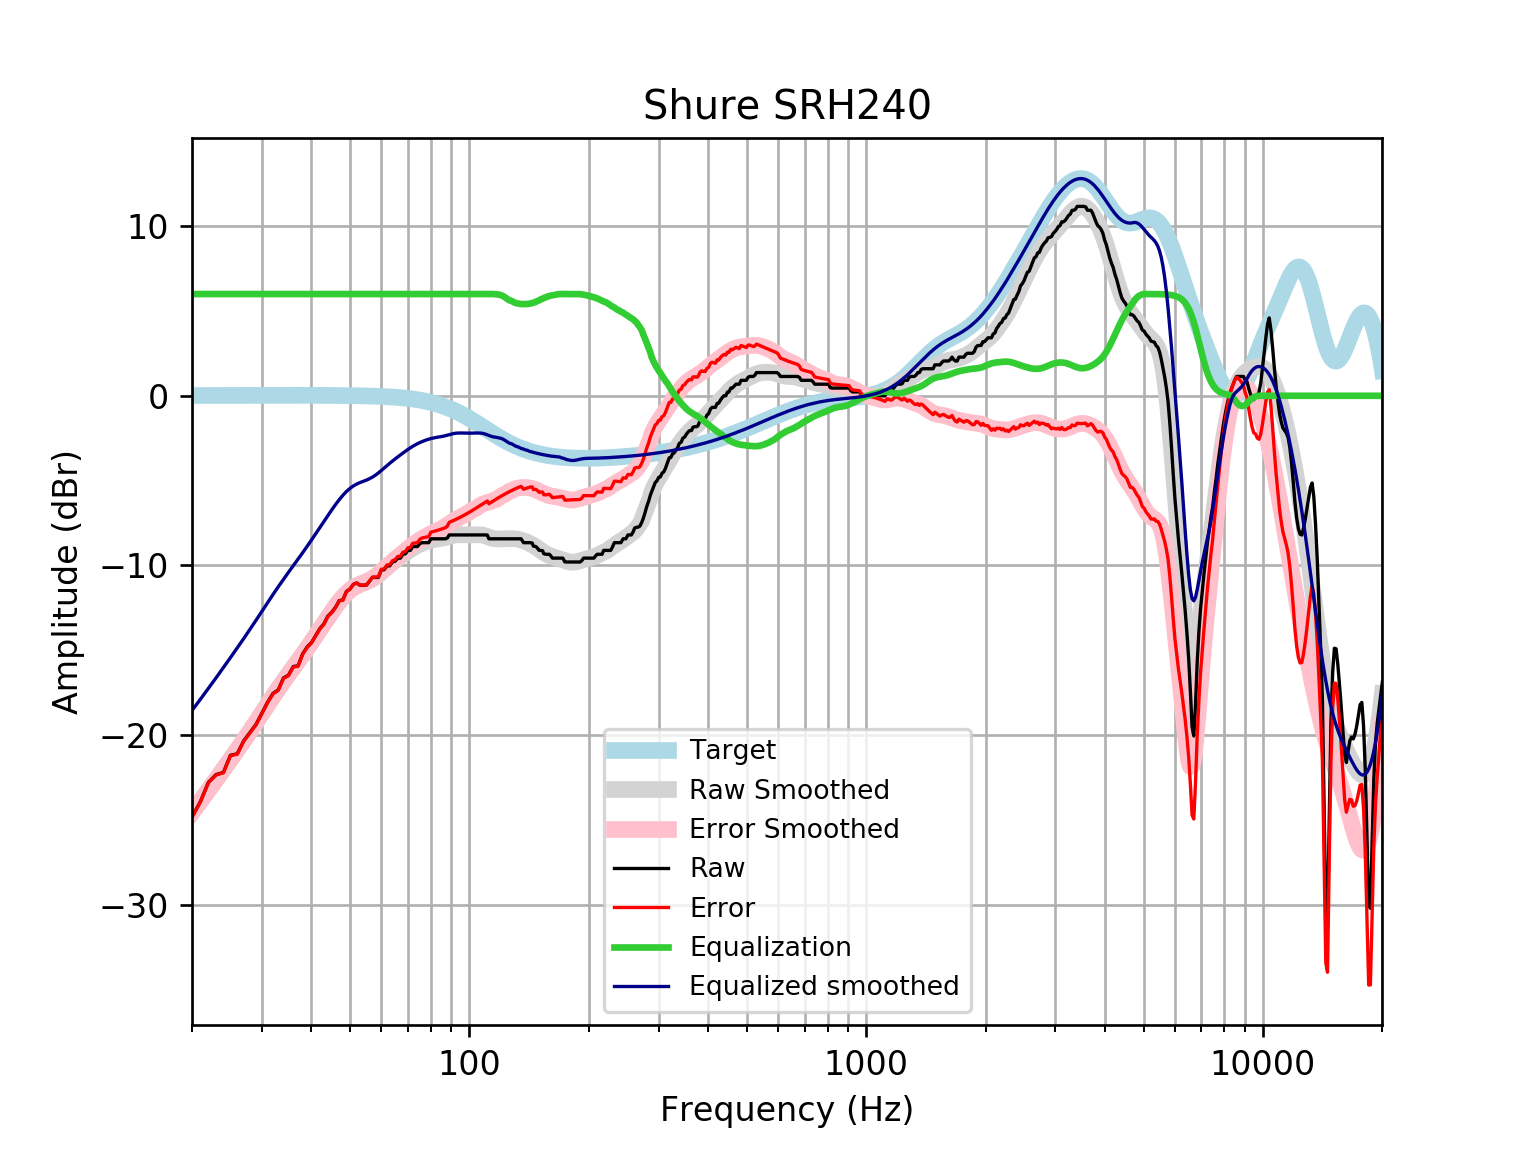 Shure SRH240
Amplitude (dBr)
10
0
−10
−20
−30
Target
Raw Smoothed
Error Smoothed
Raw
Error
Equalization
Equalized smoothed
100
1000
10000
Frequency (Hz)